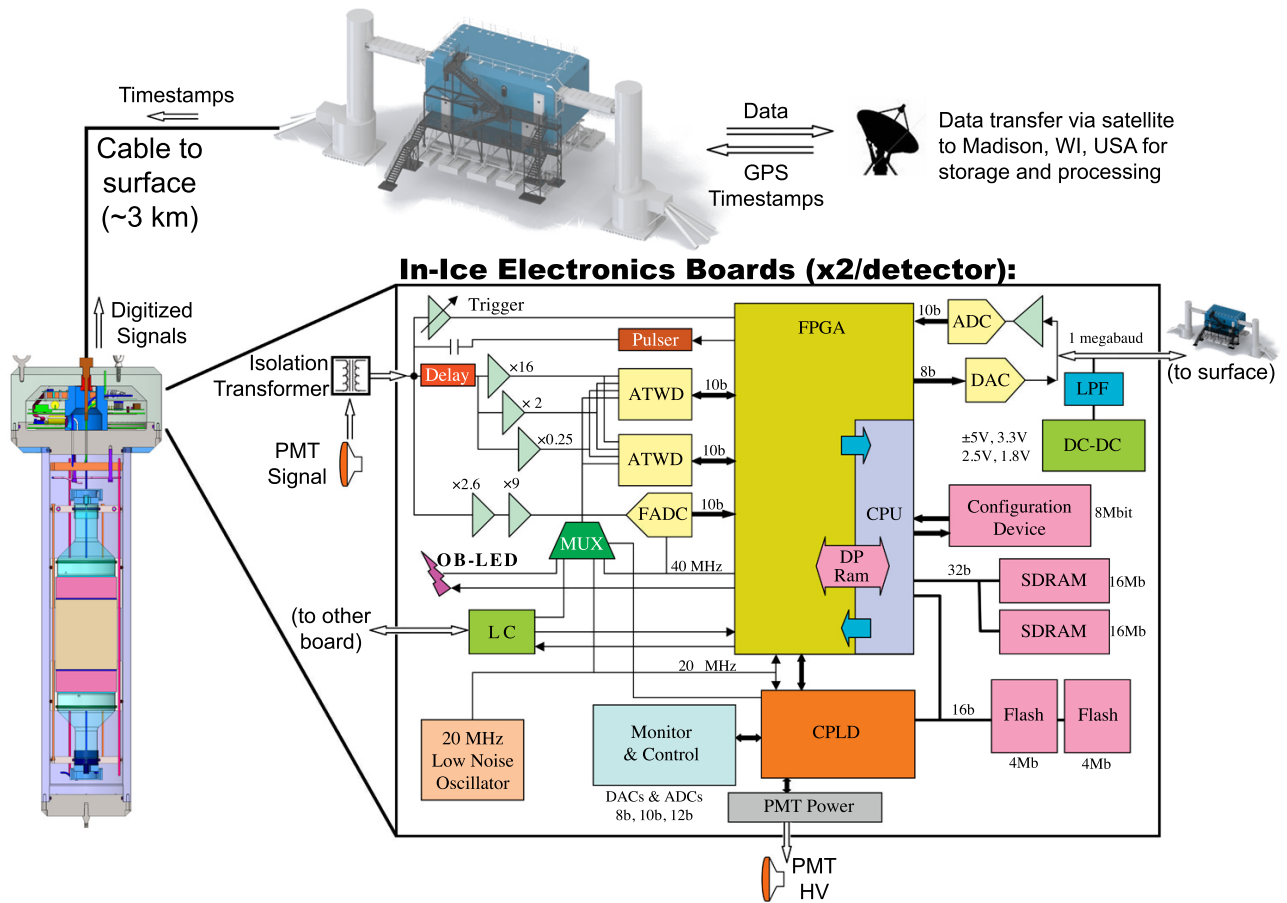 Timestamps
Cable to
surface
(~3 km)
Data
GPS
Timestamps
Data transfer via satellite
to Madison, WI, USA for
storage and processing
In-Ice Electronics Boards (x2/detector):
Digitized
Signals
Isolation
Transformer
PMT
Signal
Trigger
Pulser
Delay
×16
× 2
×0.25
ATWD
10b
ATWD
10b
×2.6
×9
FADC
10b
MUX
OB-LED
40 MHz
(to other
board)
L C
20 MHz
20 MHz
Low Noise
Oscillator
FPGA
CPU
DP
Ram
10b
ADC
8b
DAC
1 megabaud
(to surface)
LPF
±5V, 3.3V
2.5V, 1.8V
DC-DC
Configuration
Device
8Mbit
32b
SDRAM
16Mb
SDRAM
16Mb
16b
Flash
Flash
4Mb
4Mb
Monitor
& Control
DACs & ADCs
8b, 10b, 12b
CPLD
PMT Power
PMT
HV